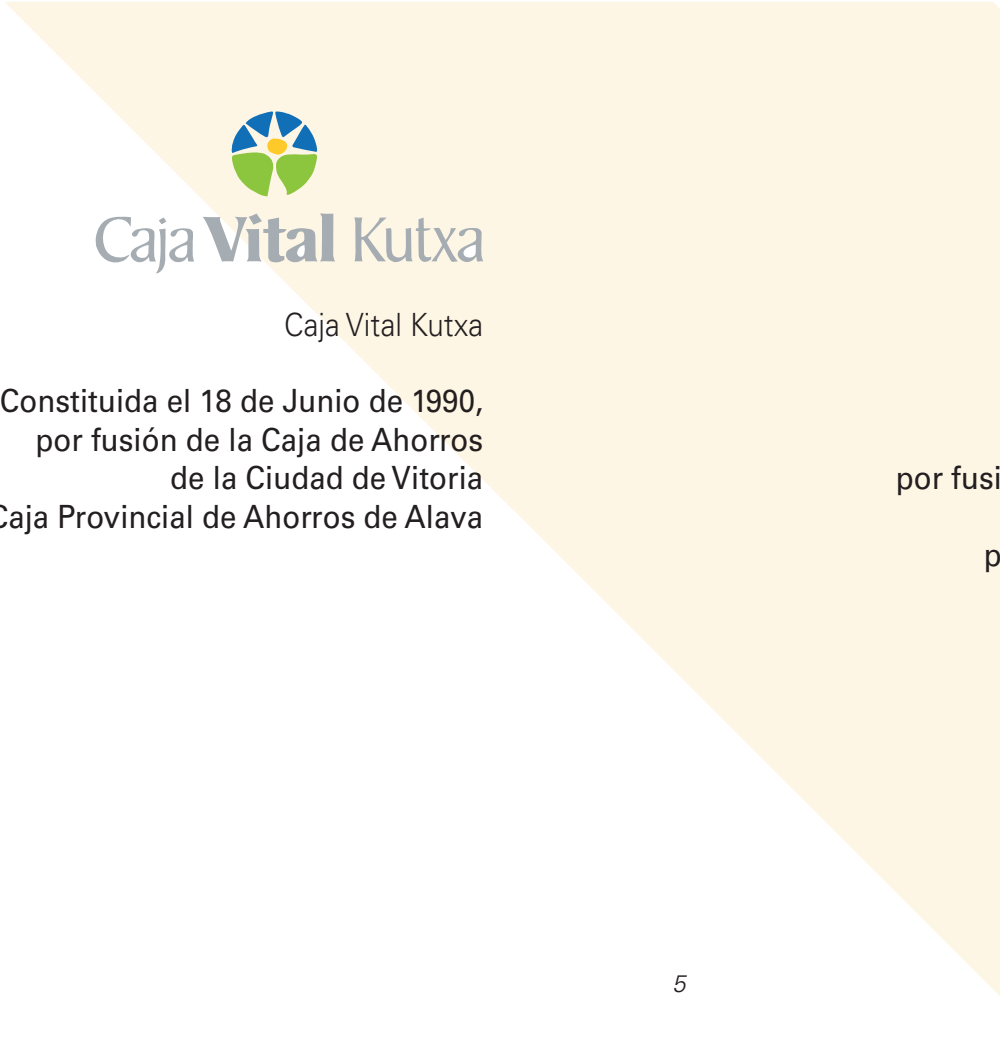 Caja Vital Kutxa
Caja Vital Kutxa
Constituida el 18 de Junio de 1990,
por fusión de la Caja de Ahorros
de la Ciudad de Vitoria
Caja Provincial de Ahorros de Alava
por
5